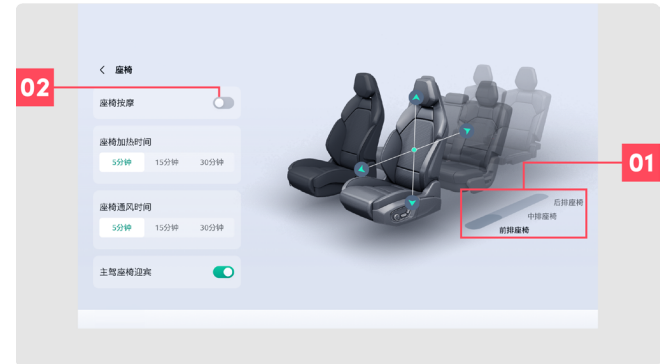 座椅
02
座椅按摩
座椅加热时间
5分钟 15分钟 30分钟
01
座椅通风时间
后排座椅
中排座椅
5分钟 15分钟 30分钟
前排座椅
主驾座椅迎宾